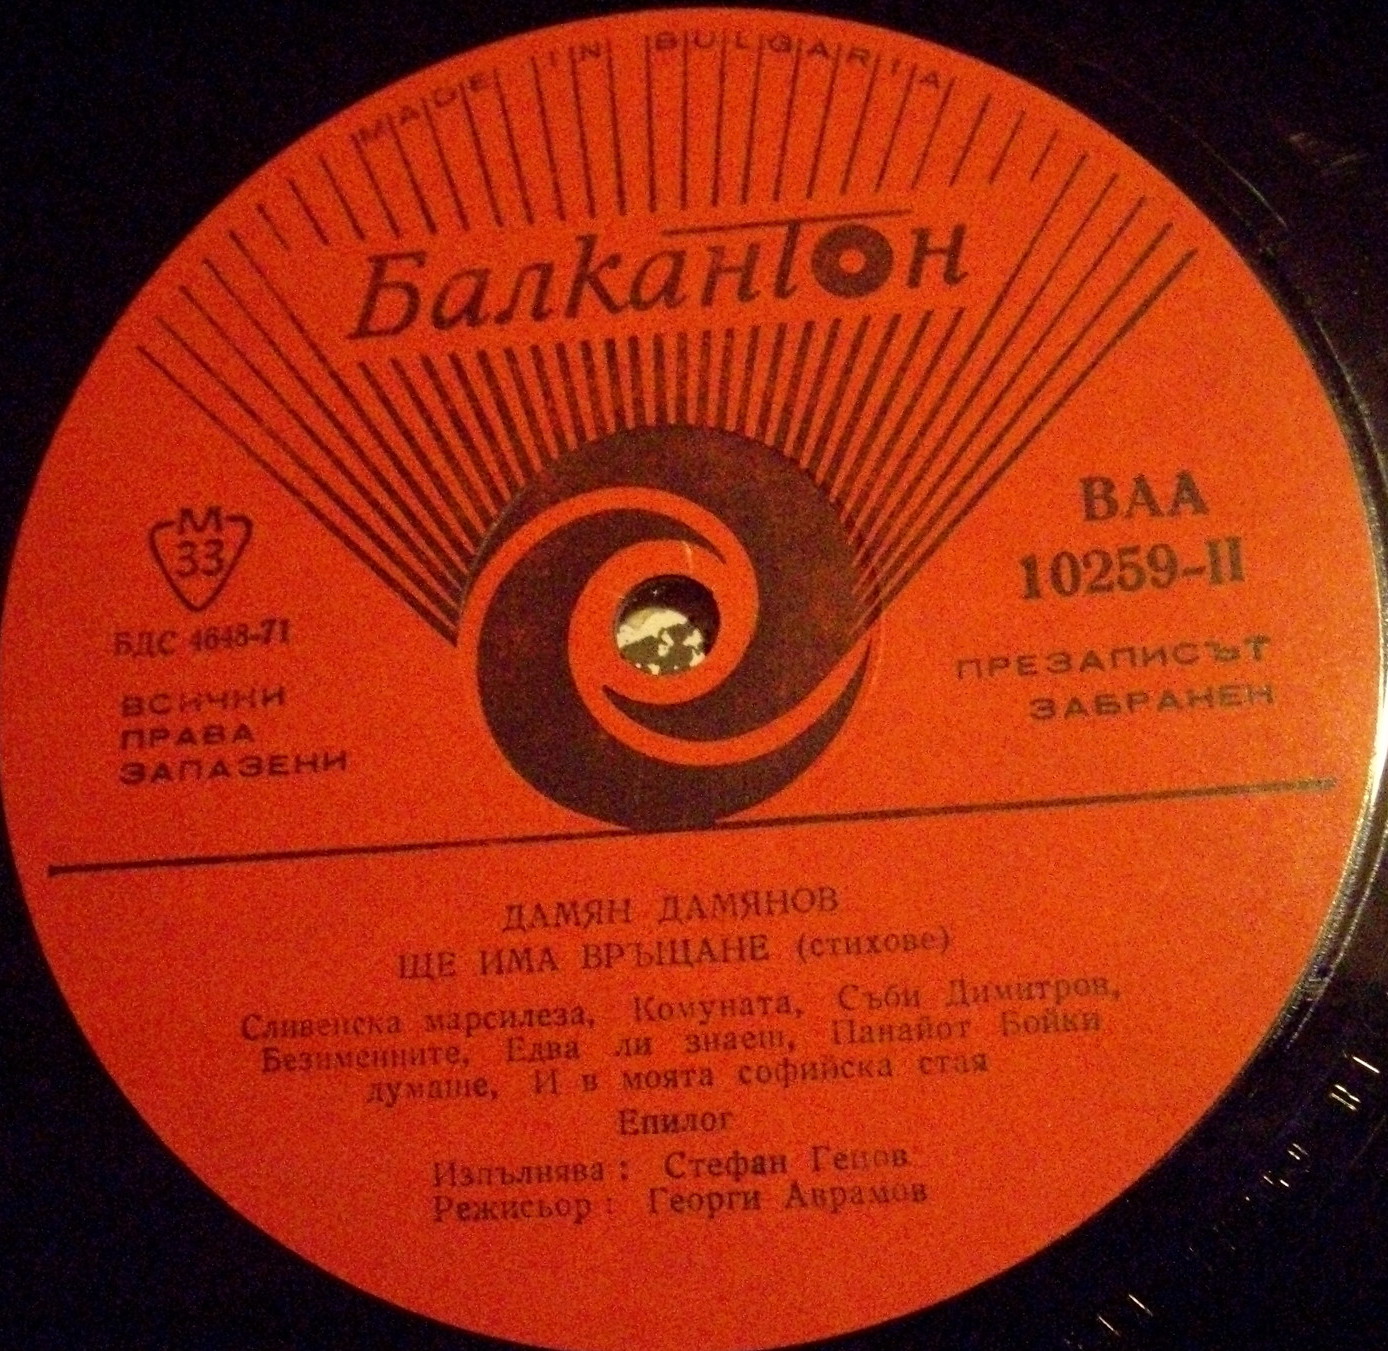 MADE IN BULGARIA
Балкантон
М
33
БДС 4648-71
ВСИЧКИ
ПРАВА
ЗАПАЗЕНИ
ВАА
10259-II
ПРЕЗАПИСЪТ
ЗАБРАНЕН
ДАМЯН ДАМЯНОВ
ЩЕ ИМА ВРЪЩАНЕ (стихове)
Сливенска марсилеза, Комуната, Съби Димитров,
Безименните, Едва ли знаеш, Панайот Бойки
думаше, И в моята софийска стая
Епилог
Изпълнява: Стефан Гецов
Режисьор: Георги Аврамов